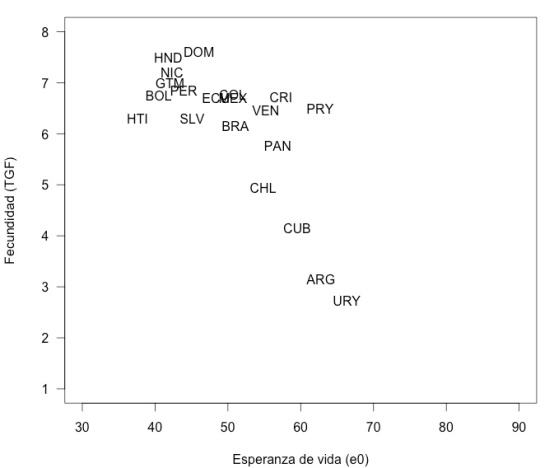 8
7
6
5
4
3
2
1
Fecundidad (TGF)
DOM
HND
NIC
GTM
PER
BOL
ECU
COL
MEX
CRI
VEN
PRY
HTI
SLV
BRA
PAN
CHL
CUB
ARG
URY
30 40 50 60 70 80 90
Esperanza de vida (e0)